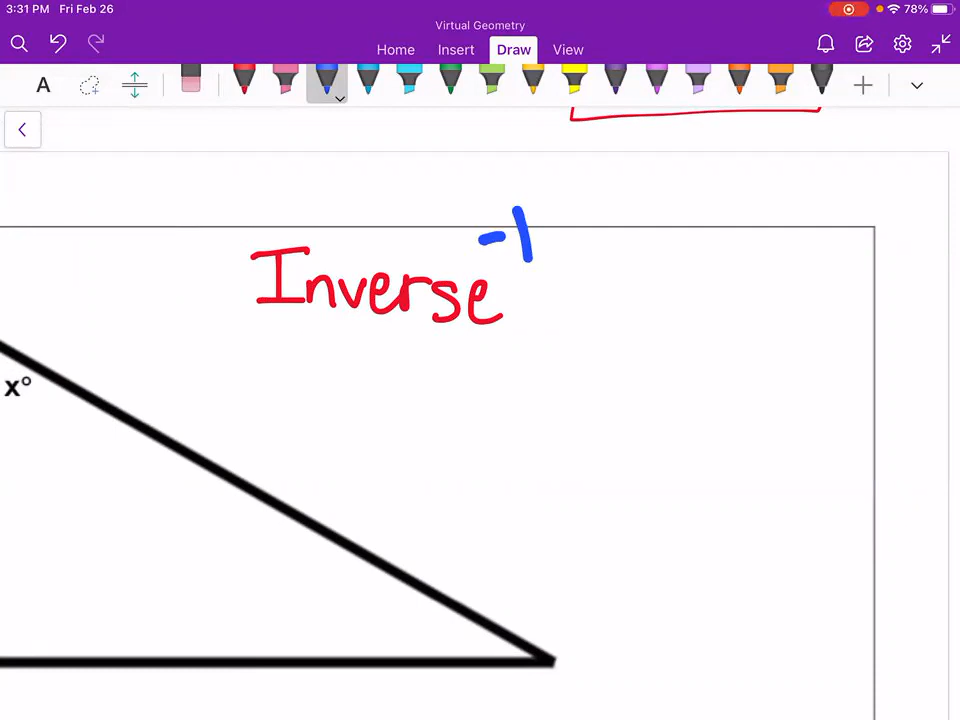 3:31 PM Fri Feb 26
78%
Virtual Geometry
Home Insert Draw View
A
Inverse⁻¹
x°